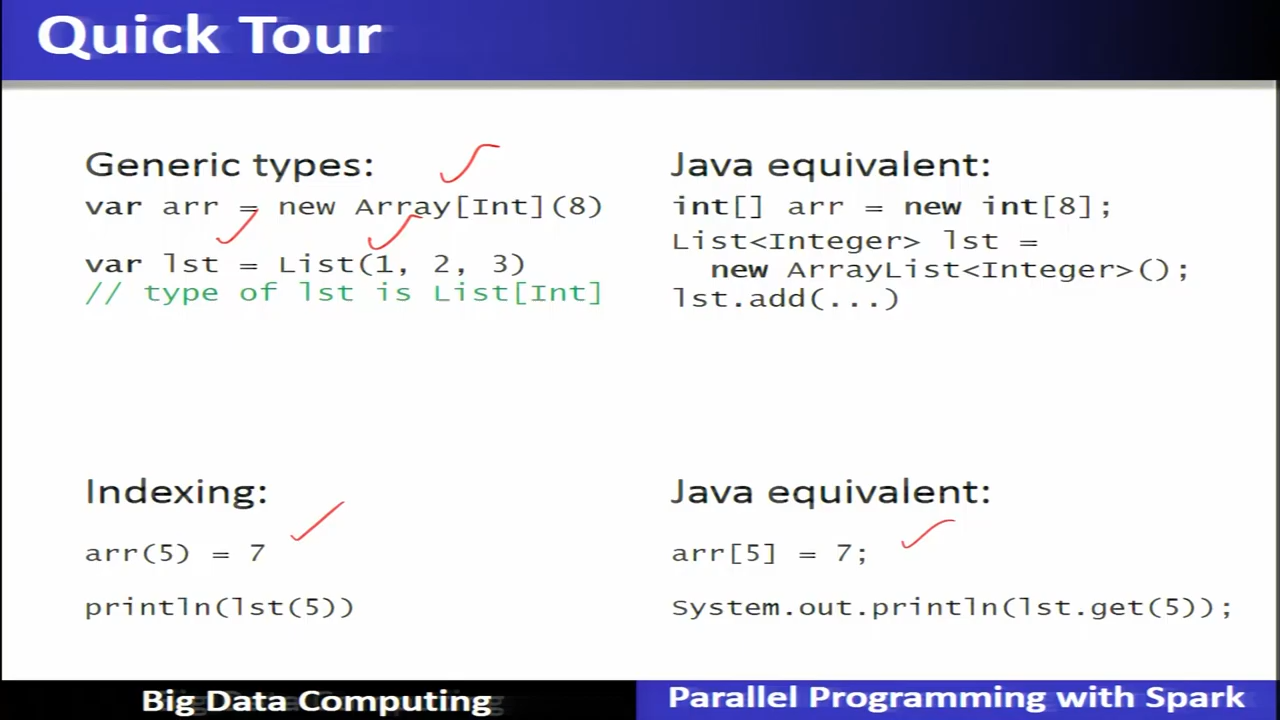 Quick Tour
Generic types:
var arr = new Array[Int](8)
var lst = List(1, 2, 3)
// type of lst is List[Int]
Java equivalent:
int[] arr = new int[8];
List<Integer> lst =
new ArrayList<Integer>();
lst.add(...)
Indexing:
arr(5) = 7
println(lst(5))
Java equivalent:
arr[5] = 7;
System.out.println(lst.get(5));
Big Data Computing
Parallel Programming with Spark